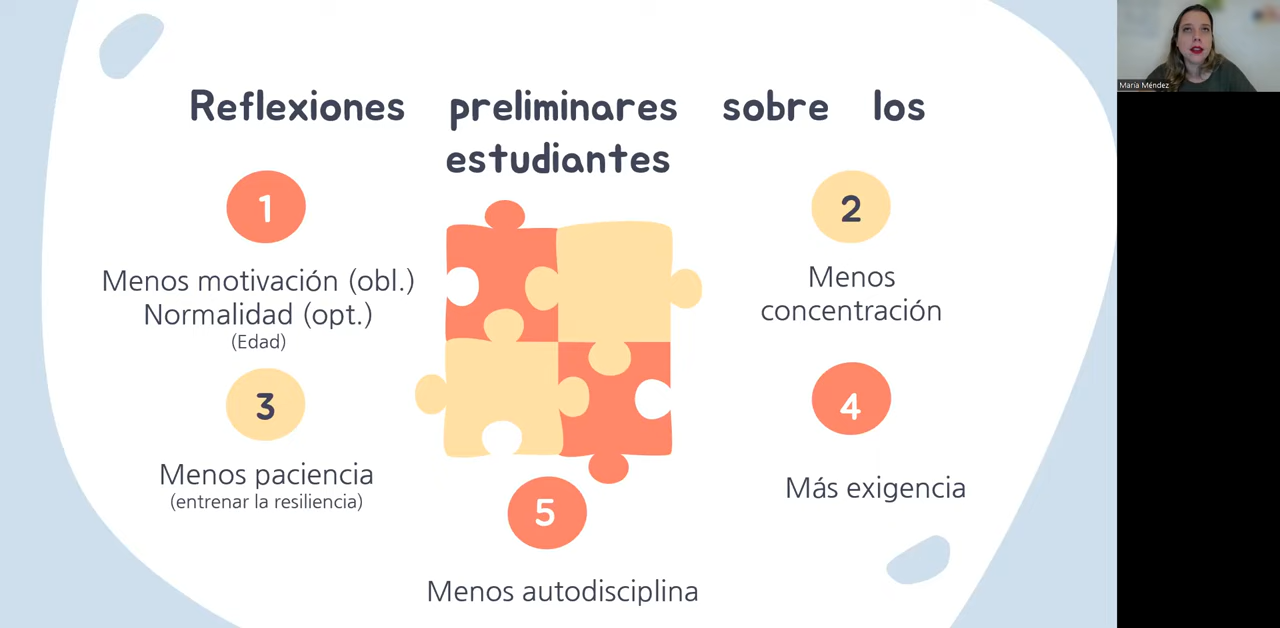 Reflexiones preliminares sobre los
estudiantes
1
Menos motivación (obl.)
Normalidad (opt.)
(Edad)
2
Menos
concentración
3
Menos paciencia
(entrenar la resiliencia)
4
Más exigencia
5
Menos autodisciplina
María Méndez